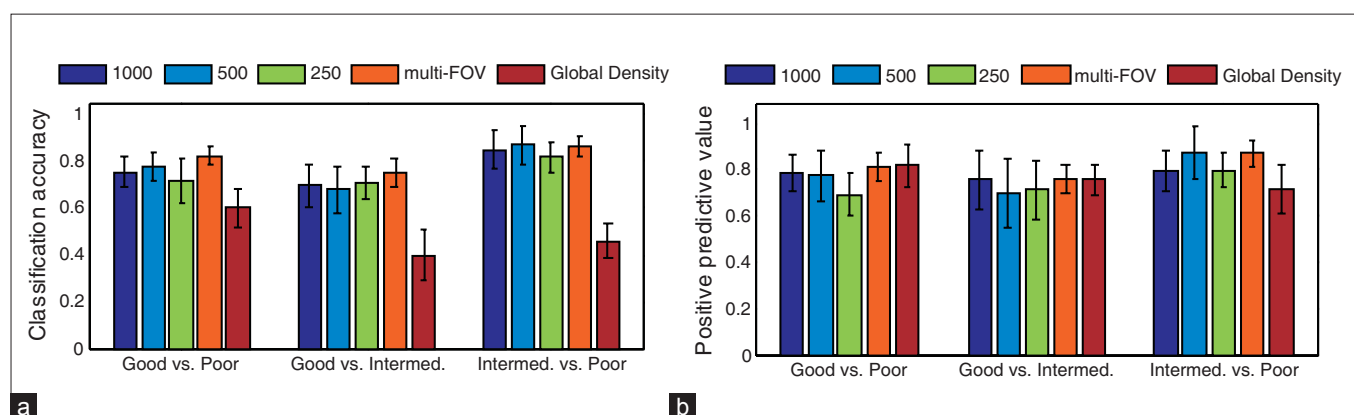 1000 500 250 multi-FOV Global Density
Classification accuracy
1
0.8
0.6
0.4
0.2
0
Good vs. Poor Good vs. Intermed. Intermed. vs. Poor
a
1000 500 250 multi-FOV Global Density
Positive predictive value
1
0.8
0.6
0.4
0.2
0
Good vs. Poor Good vs. Intermed. Intermed. vs. Poor
b